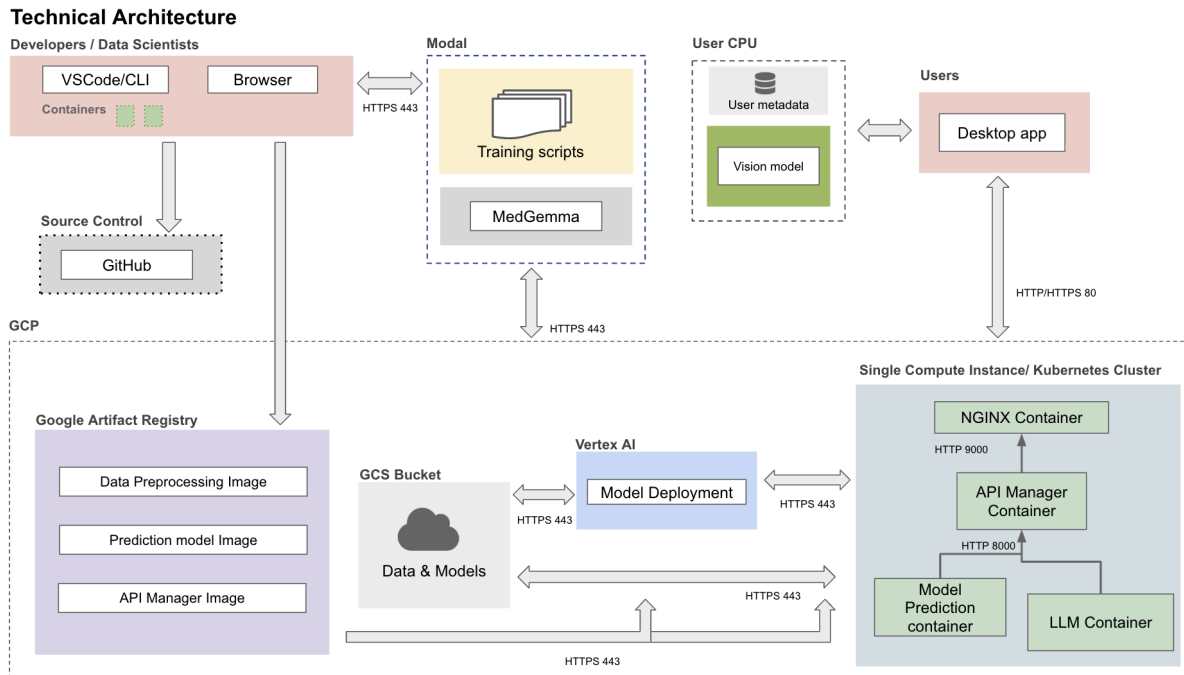 Technical Architecture
Developers / Data Scientists
VSCode/CLI
Browser
Containers
HTTPS 443
Modal
Training scripts
MedGemma
User CPU
User metadata
Vision model
Users
Desktop app
Source Control
GitHub
HTTPS 443
HTTP/HTTPS 80
GCP
Google Artifact Registry
Data Preprocessing Image
Prediction model Image
API Manager Image
GCS Bucket
Data & Models
HTTPS 443
Vertex AI
Model Deployment
HTTPS 443
HTTPS 443
HTTPS 443
Single Compute Instance/ Kubernetes Cluster
NGINX Container
HTTP 9000
API Manager
Container
HTTP 8000
Model
Prediction
container
LLM Container